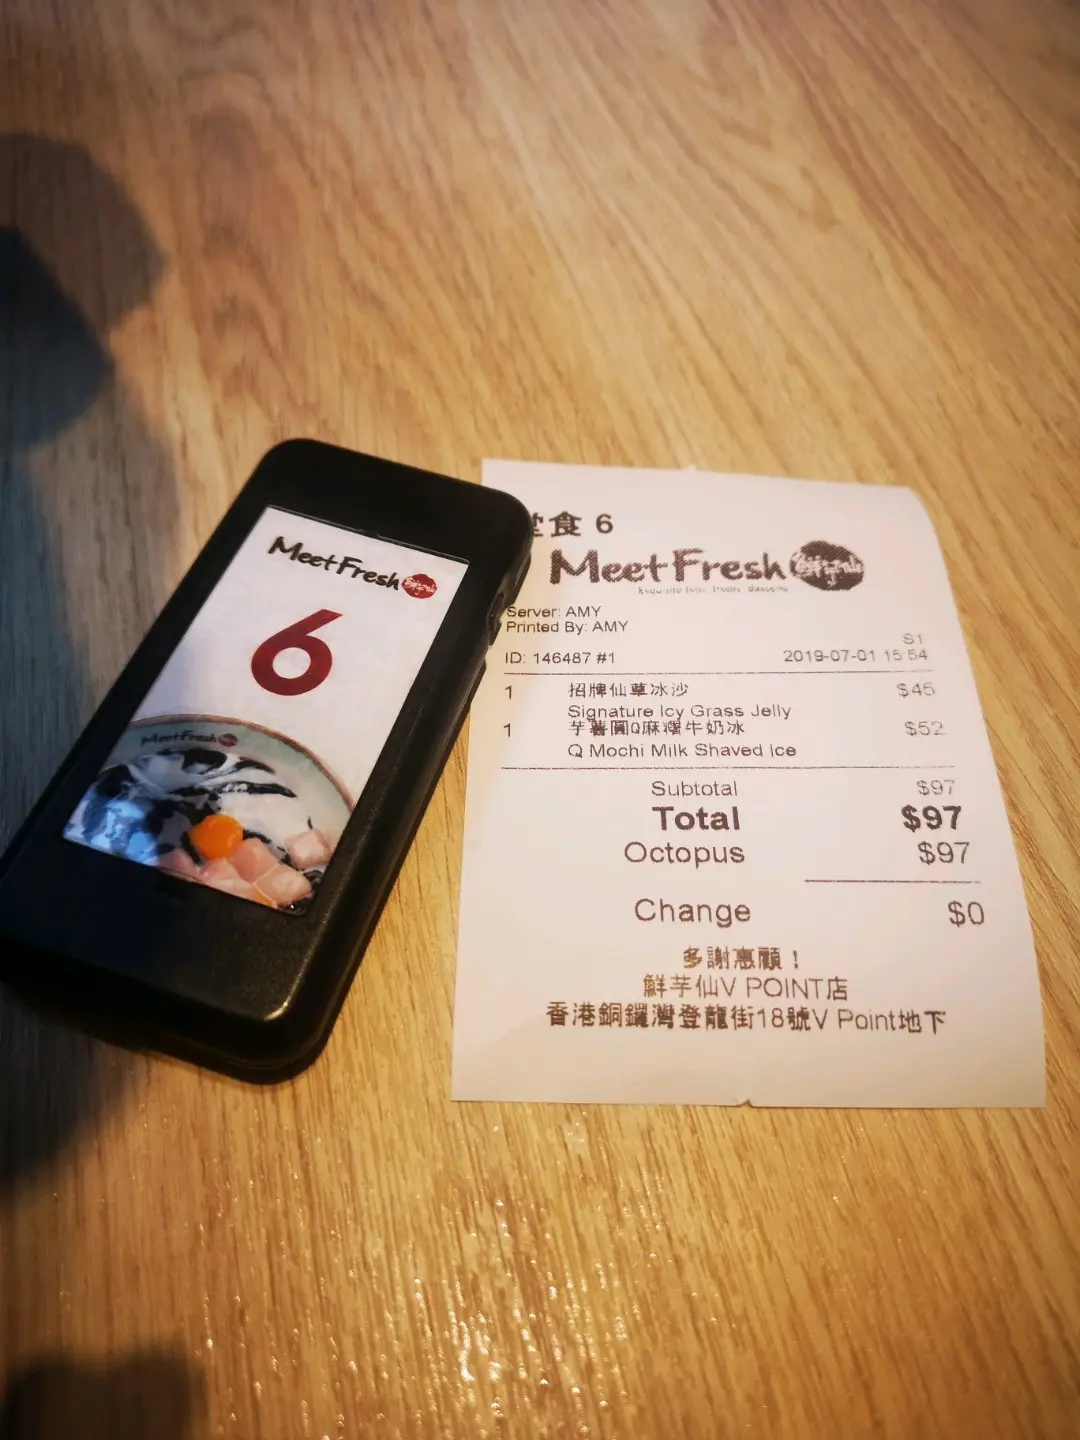 MeetFresh
6
MeetFresh
食 6
MeetFresh
Server: AMY
Printed By: AMY
S1
ID: 146487 #1 2019-07-01 15:54
1 招牌仙草冰沙 $45
Signature Icy Grass Jelly
1 芋薯圓Q麻糬牛奶冰 $52
Q Mochi Milk Shaved Ice
Subtotal $97
Total $97
Octopus $97
Change $0
多謝惠顧！
鮮芋仙V POINT店
香港銅鑼灣登龍街18號V Point地下